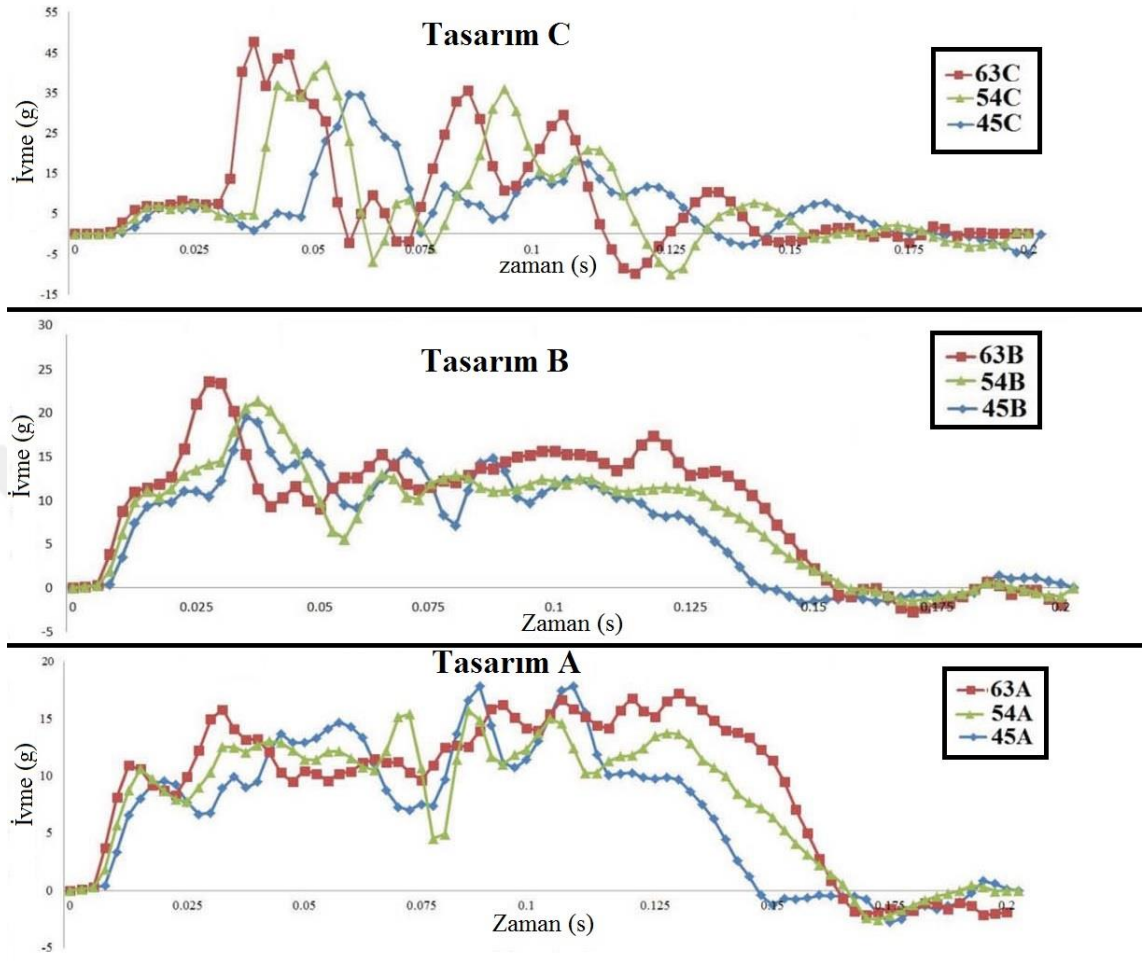 Tasarım C
55
45
35
25
15
5
-5
-15
İvme (g)
0
0.025
0.05
0.075
0.1
0.125
0.15
0.175
0.2
zaman (s)
63C
54C
45C
Tasarım B
30
25
20
15
10
5
0
-5
İvme (g)
0
0.025
0.05
0.075
0.1
0.125
0.15
0.175
0.2
Zaman (s)
63B
54B
45B
Tasarım A
20
15
10
5
0
-5
İvme (g)
0
0.025
0.05
0.075
0.1
0.125
0.15
0.175
0.2
Zaman (s)
63A
54A
45A